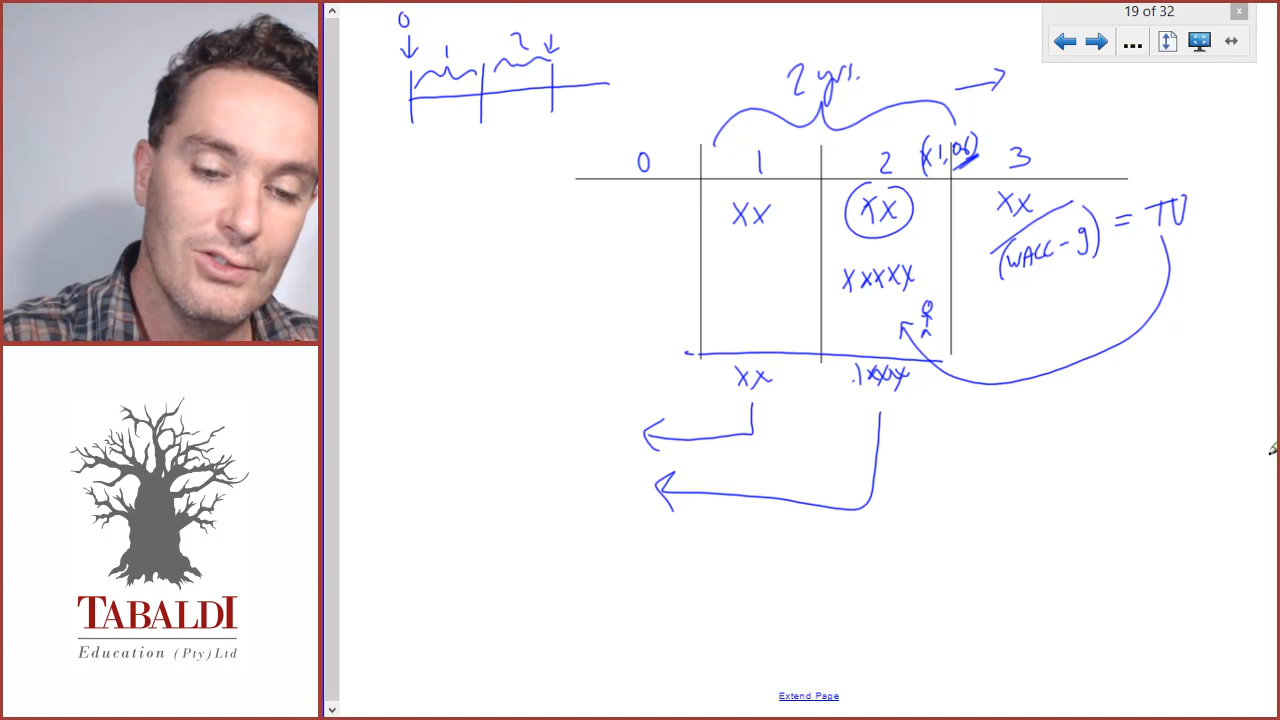 19 of 32
x
...
0
1
2
2 yrs.
0 1 2 (x 1,06) 3
xx xx xx
(WACC - g) = TV
xxxxx
xx
Extend Page
TABALDI
Education (Pty) Ltd